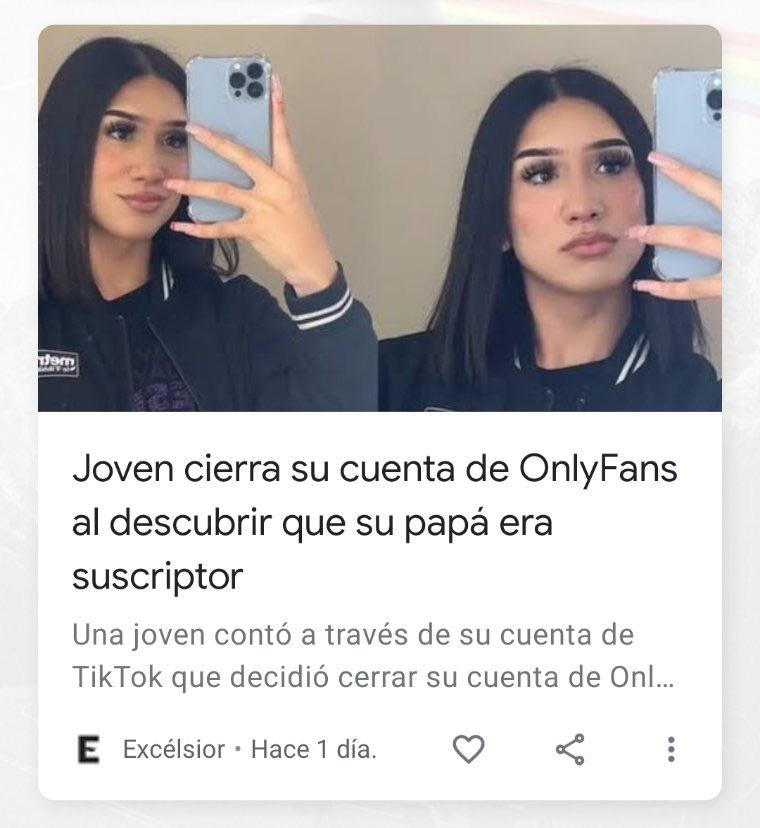 Joven cierra su cuenta de OnlyFans
al descubrir que su papá era
suscriptor
Una joven contó a través de su cuenta de
TikTok que decidió cerrar su cuenta de Onl...
E Excélsior • Hace 1 día.